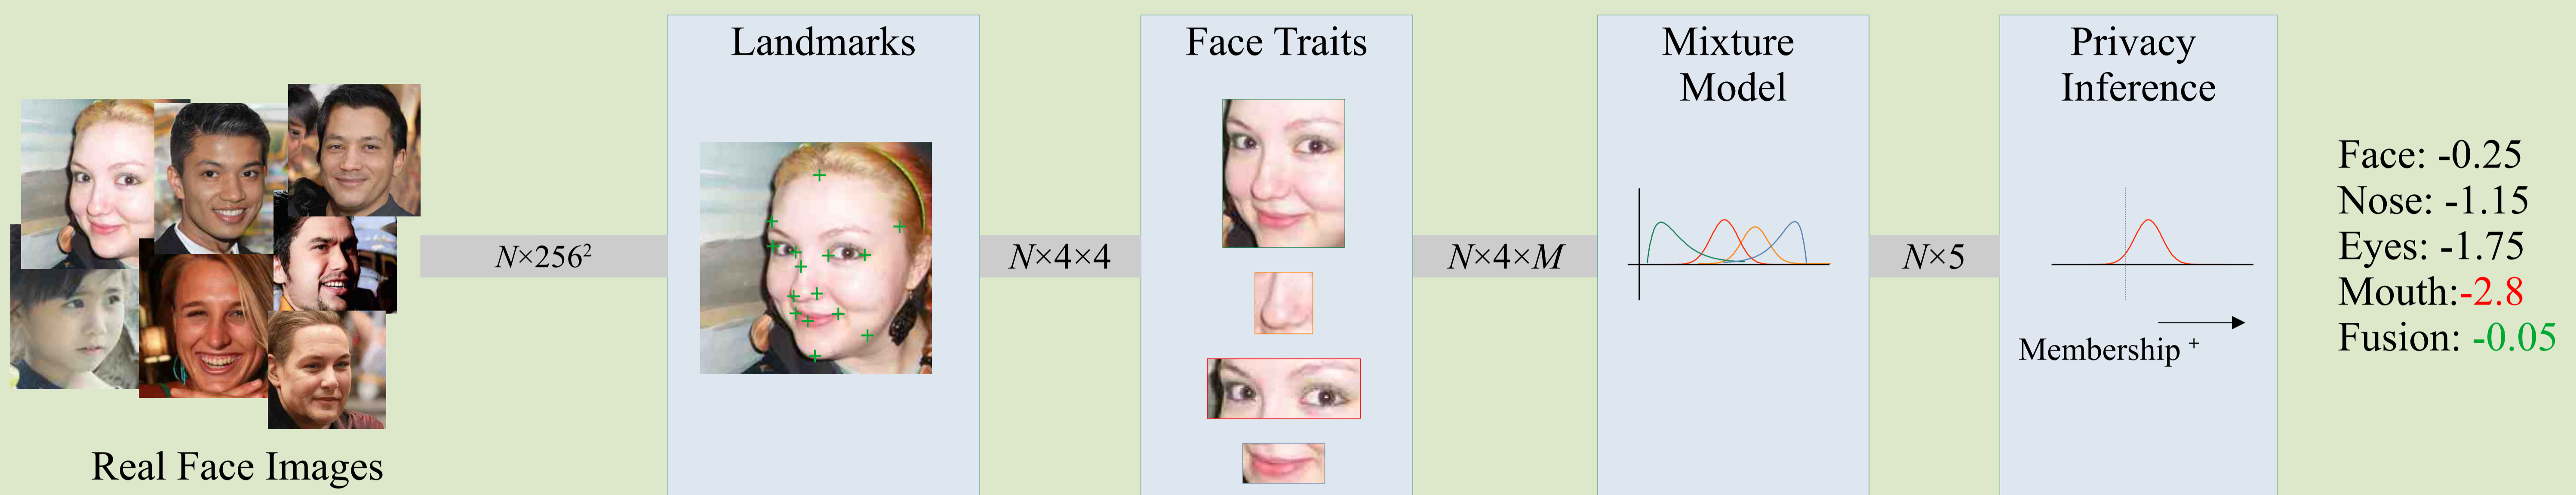 Real Face Images
N×256²
Landmarks
N×4×4
Face Traits
N×4×M
Mixture
Model
N×5
Privacy
Inference
Membership +
Face: -0.25
Nose: -1.15
Eyes: -1.75
Mouth:-2.8
Fusion: -0.05